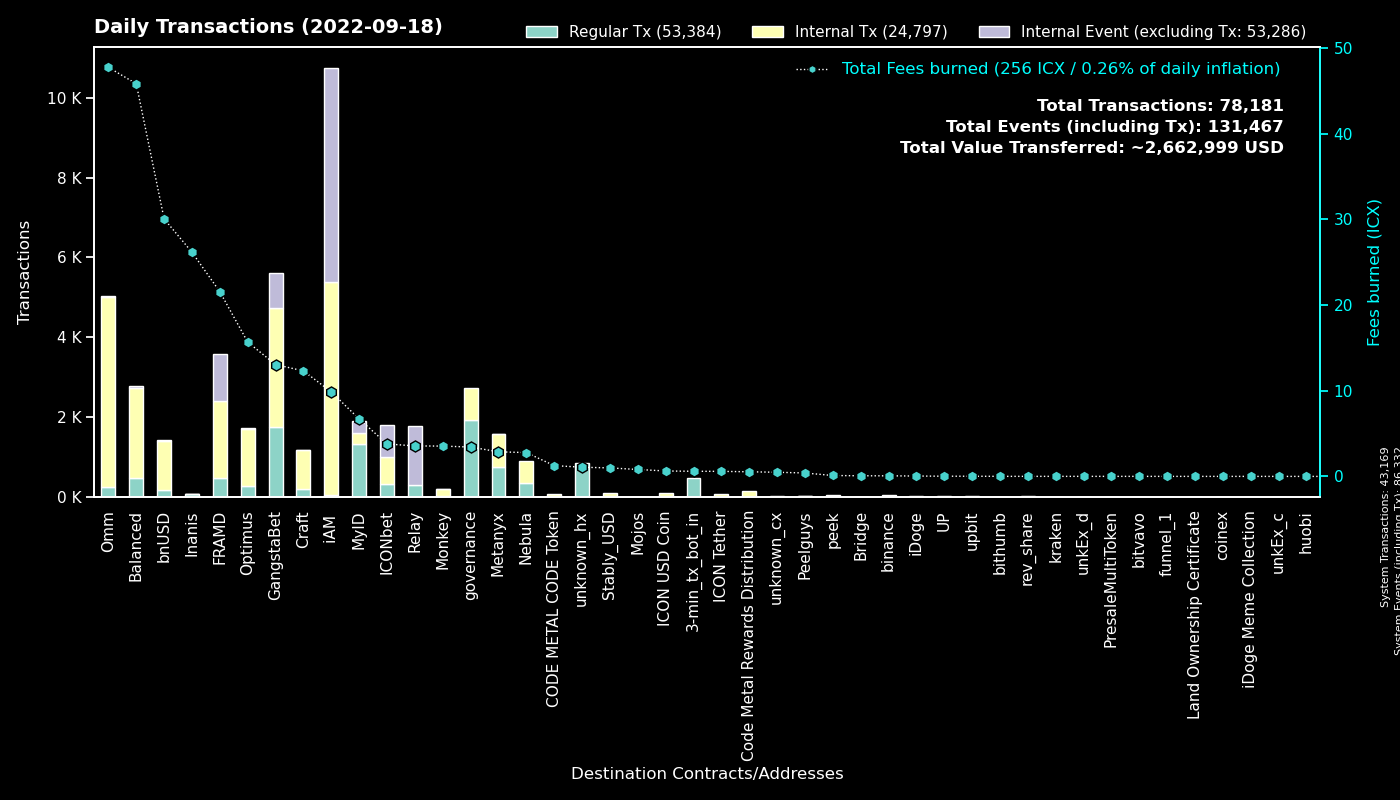 Daily Transactions (2022-09-18)
Regular Tx (53,384)
Internal Tx (24,797)
Internal Event (excluding Tx: 53,286)
Total Fees burned (256 ICX / 0.26% of daily inflation)
Total Transactions: 78,181
Total Events (including Tx): 131,467
Total Value Transferred: ~2,662,999 USD
Transactions
10 K
8 K
6 K
4 K
2 K
0 K
50
40
30
20
10
0
Fees burned (ICX)
Omm
Balanced
bnUSD
Inanis
FRAMD
Optimus
GangstaBet
Craft
iAM
MyID
ICONbet
Relay
Monkey
governance
Metanyx
Nebula
CODE METAL CODE Token
unknown_hx
Stably_USD
Mojos
ICON USD Coin
3-min_tx_bot_in
ICON Tether
Code Metal Rewards Distribution
unknown_cx
Peelguys
peek
Bridge
binance
iDoge
UP
upbit
bithumb
rev_share
kraken
unkEx_d
PresaleMultiToken
bitvavo
funnel_1
Land Ownership Certificate
coinex
iDoge Meme Collection
unkEx_c
huobi
Destination Contracts/Addresses
System Transactions: 43,169
System Events (including Tx): 86,332